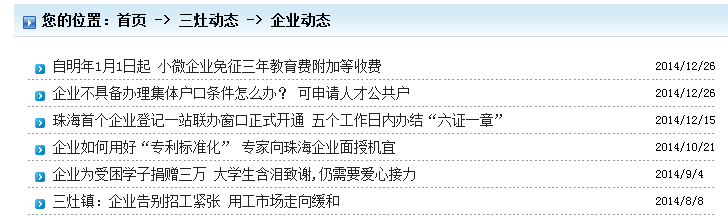 您的位置：首页 -> 三灶动态 -> 企业动态
自明年1月1日起 小微企业免征三年教育费附加等收费 2014/12/26
企业不具备办理集体户口条件怎么办？ 可申请人才公共户 2014/12/26
珠海首个企业登记一站联办窗口正式开通 五个工作日内办结“六证一章” 2014/12/15
企业如何用好“专利标准化” 专家向珠海企业面授机宜 2014/10/21
企业为受困学子捐赠三万 大学生含泪致谢,仍需要爱心接力 2014/9/4
三灶镇：企业告别招工紧张 用工市场走向缓和 2014/8/8